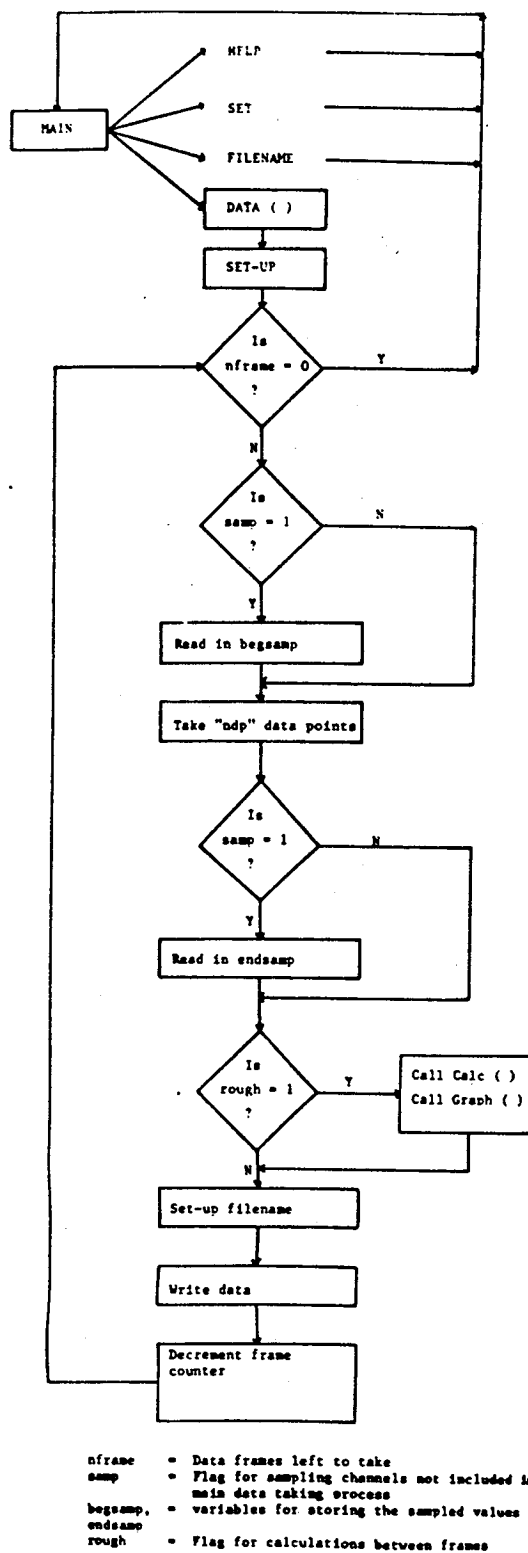 HELP
SET
MAIN
FILENAME
DATA ( )
SET-UP
Is
nframe = 0
?
Y
N
Is
samp = 1
?
N
Y
Read in begsamp
Take "ndp" data points
Is
samp = 1
?
N
Y
Read in endsamp
Is
rough = 1
?
Y
Call Calc ( )
Call Graph ( )
N
Set-up filename
Write data
Decrement frame
counter
nframe = Data frames left to take
samp = Flag for sampling channels not included i
main data taking process
begsamp, = variables for storing the sampled values
endsamp
rough = Flag for calculations between frames